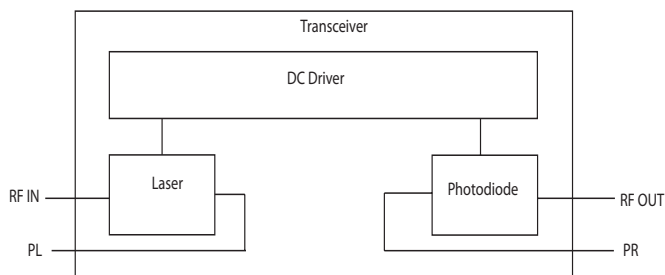 Transceiver
DC Driver
Laser
Photodiode
RF IN
RF OUT
PL
PR